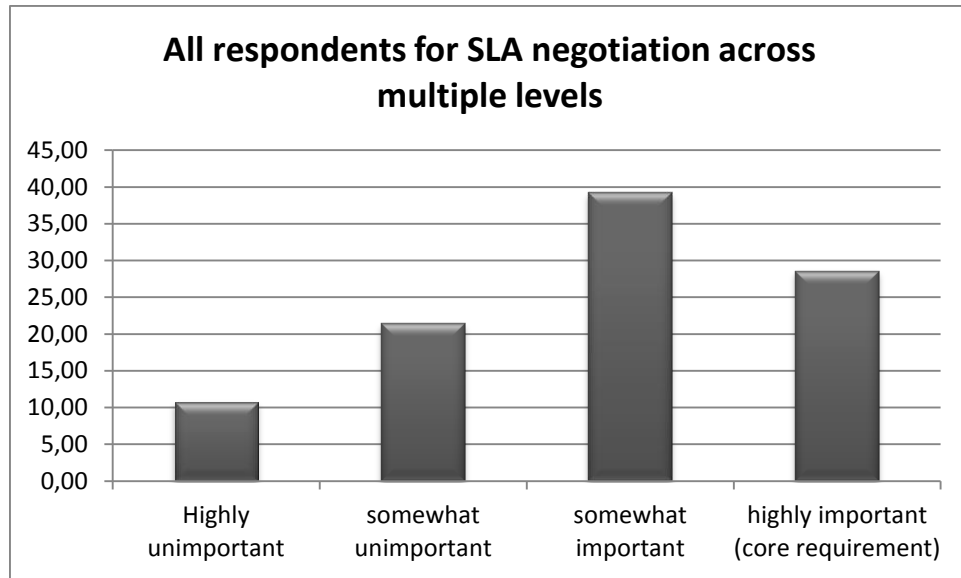 All respondents for SLA negotiation across
multiple levels
45,00
40,00
35,00
30,00
25,00
20,00
15,00
10,00
5,00
0,00
Highly
unimportant
somewhat
unimportant
somewhat
important
highly important
(core requirement)